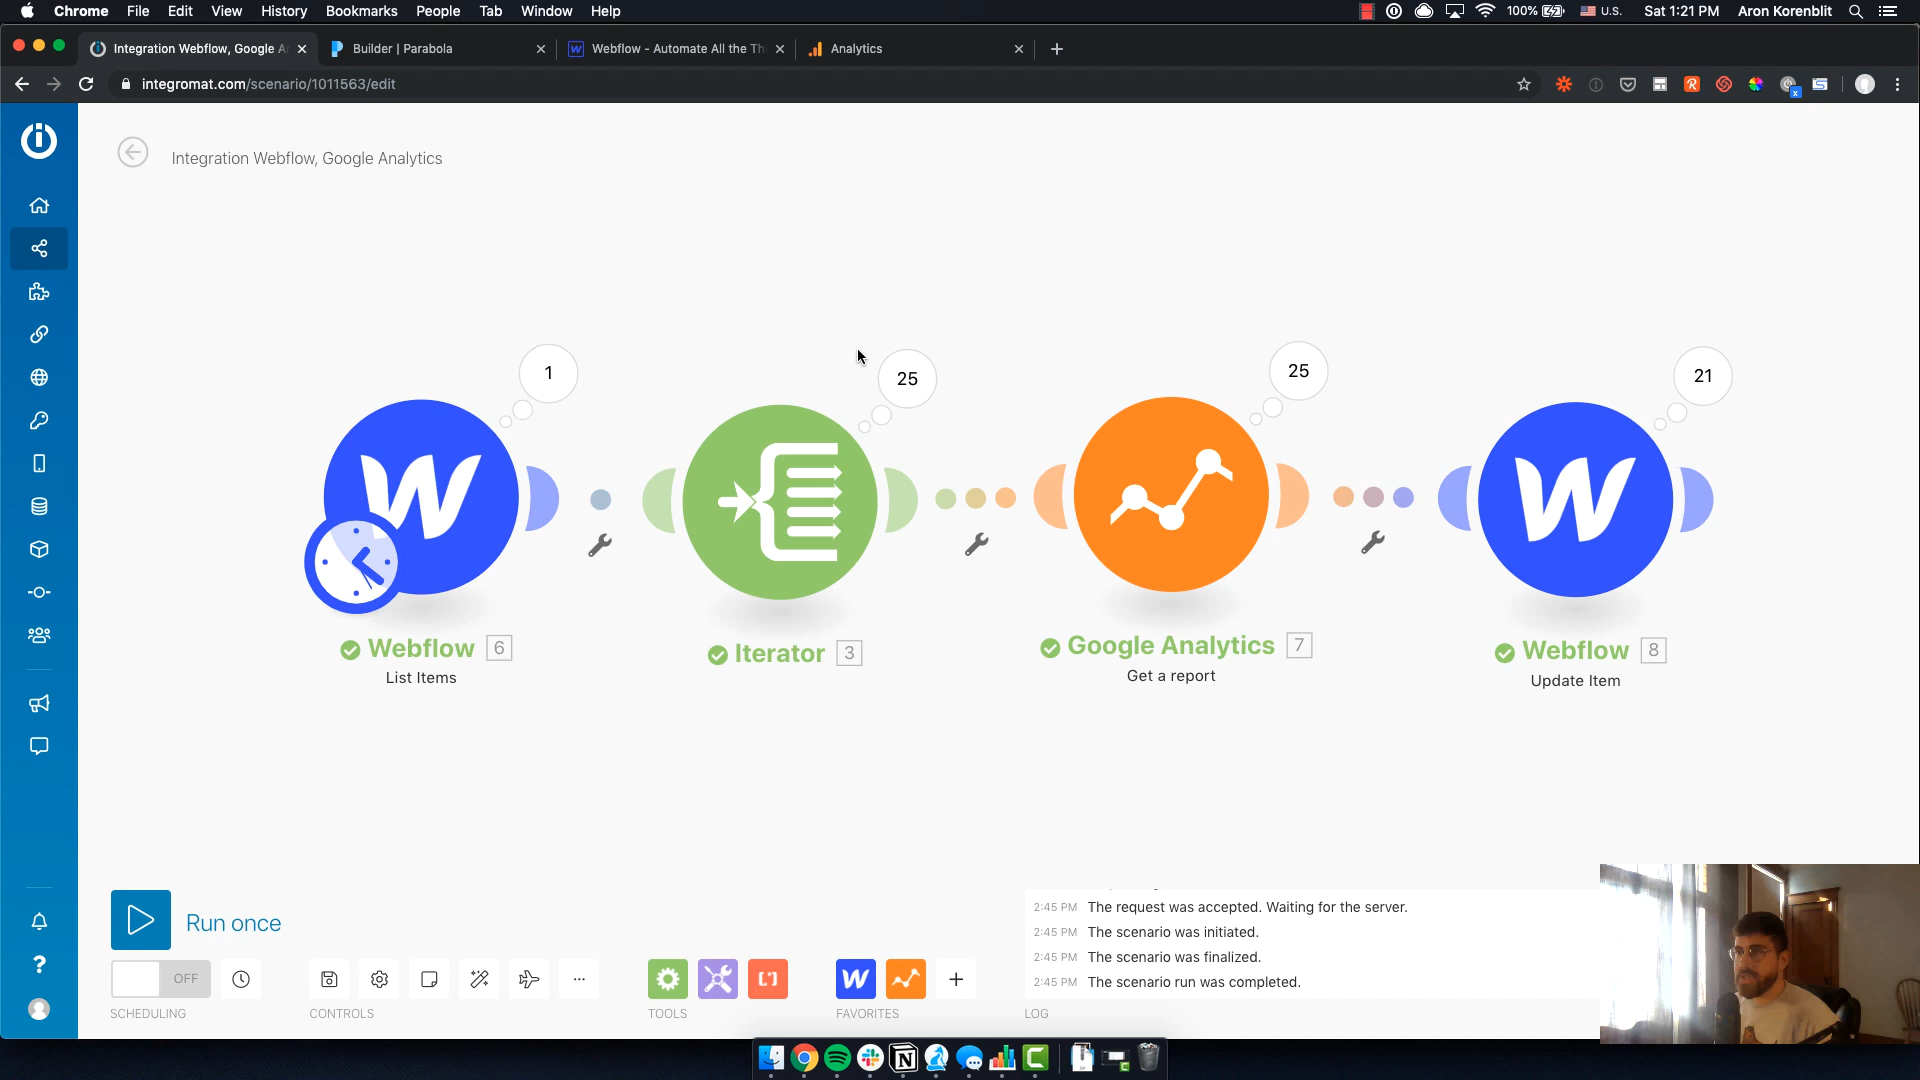 Chrome File Edit View History Bookmarks People Tab Window Help 100% U.S. Sat 1:21 PM Aron Korenblit
Integration Webflow, Google A Builder | Parabola Webflow - Automate All the Th Analytics
integromat.com/scenario/1011563/edit
Integration Webflow, Google Analytics
1 25 25 21
Webflow 6 Iterator 3 Google Analytics 7 Webflow 8
List Items Get a report Update Item
Run once
OFF
SCHEDULING CONTROLS TOOLS FAVORITES LOG
2:45 PM The request was accepted. Waiting for the server.
2:45 PM The scenario was initiated.
2:45 PM The scenario was finalized.
2:45 PM The scenario run was completed.